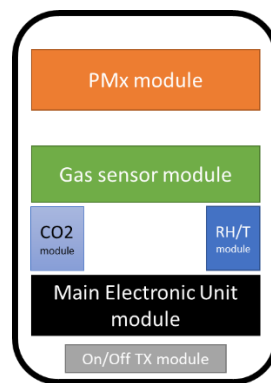 PMx module
Gas sensor module
CO2
module
RH/T
module
Main Electronic Unit
module
On/Off TX module